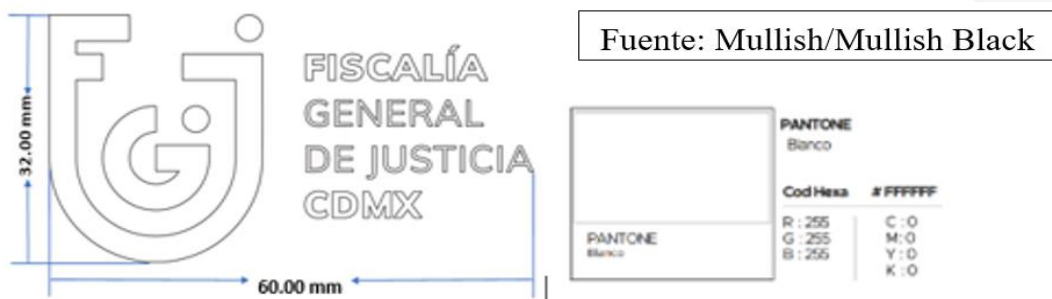 Fuente: Mullish/Mullish Black
FISCALÍA
GENERAL
DE JUSTICIA
CDMX
32.00 mm
60.00 mm
PANTONE
Blanco
PANTONE
Blanco
Cod Hexa # FFFFFF
R : 255 C : 0
G : 255 M : 0
B : 255 Y : 0
K : 0